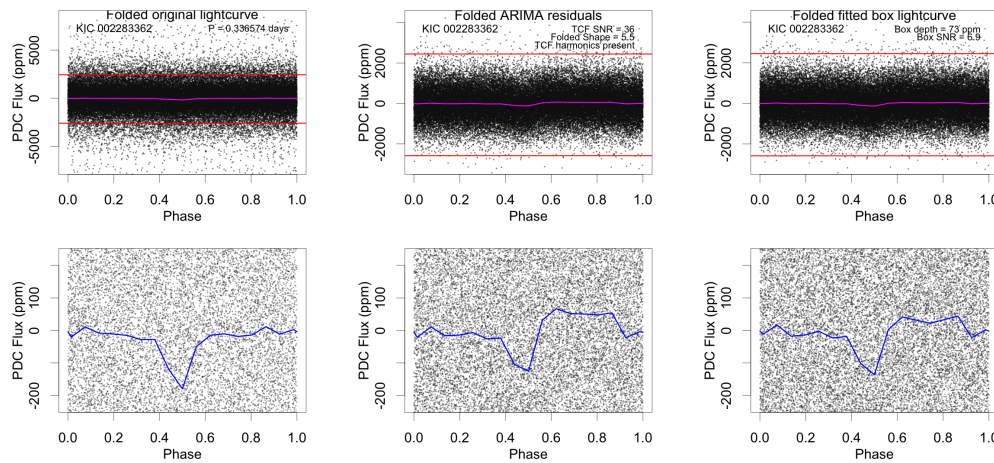 Folded original lightcurve
KIC 002283362 P = 0.336574 days
PDC Flux (ppm)
5000
0
-5000
0.0 0.2 0.4 0.6 0.8 1.0
Phase
Folded ARIMA residuals
KIC 002283362 TCF SNR = 36
Folded Shape = 5.5
TCF harmonics present
PDC Flux (ppm)
2000
0
-2000
0.0 0.2 0.4 0.6 0.8 1.0
Phase
Folded fitted box lightcurve
KIC 002283362 Box depth = 73 ppm
Box SNR = 6.9
PDC Flux (ppm)
2000
0
-2000
0.0 0.2 0.4 0.6 0.8 1.0
Phase
PDC Flux (ppm)
100
0
-200
0.0 0.2 0.4 0.6 0.8 1.0
Phase
PDC Flux (ppm)
100
0
-200
0.0 0.2 0.4 0.6 0.8 1.0
Phase
PDC Flux (ppm)
100
0
-200
0.0 0.2 0.4 0.6 0.8 1.0
Phase